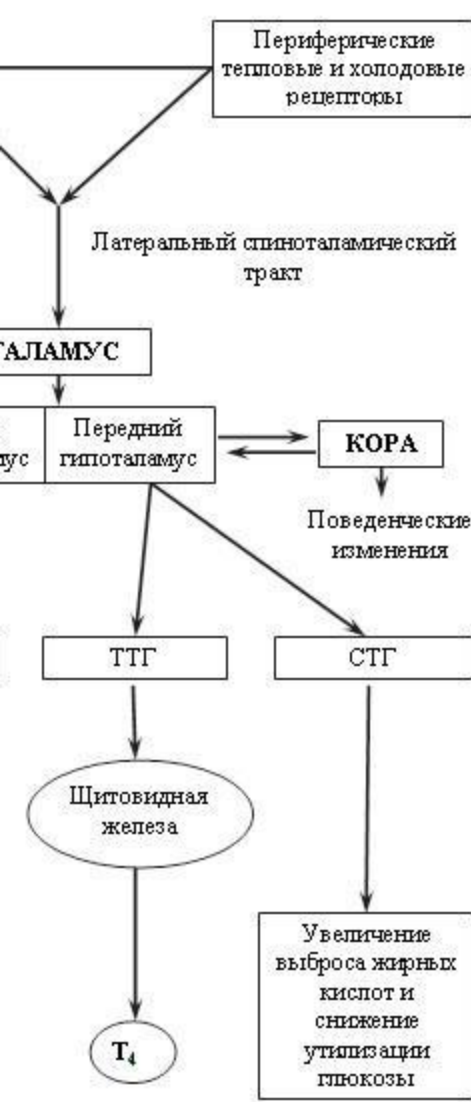 Периферические
тепловые и холодовые
рецепторы
Латеральный спиноталамический
тракт
ТАЛАМУС
Передний
гипоталамус
КОРА
Поведенческие
изменения
ТТГ
СТГ
Щитовидная
железа
Увеличение
выброса жирных
кислот и
снижение
утилизации
глюкозы
T₄